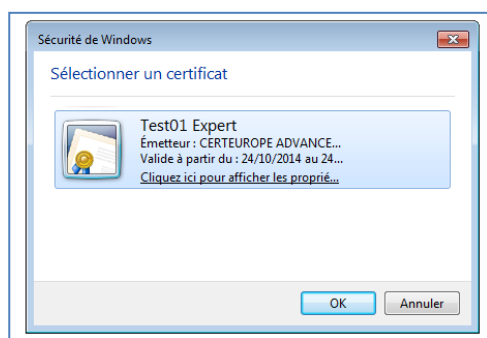 Sécurité de Windows
Sélectionner un certificat
Test01 Expert
Émetteur : CERTEUROPE ADVANCE...
Valide à partir du : 24/10/2014 au 24...
Cliquez ici pour afficher les proprié...
OK Annuler